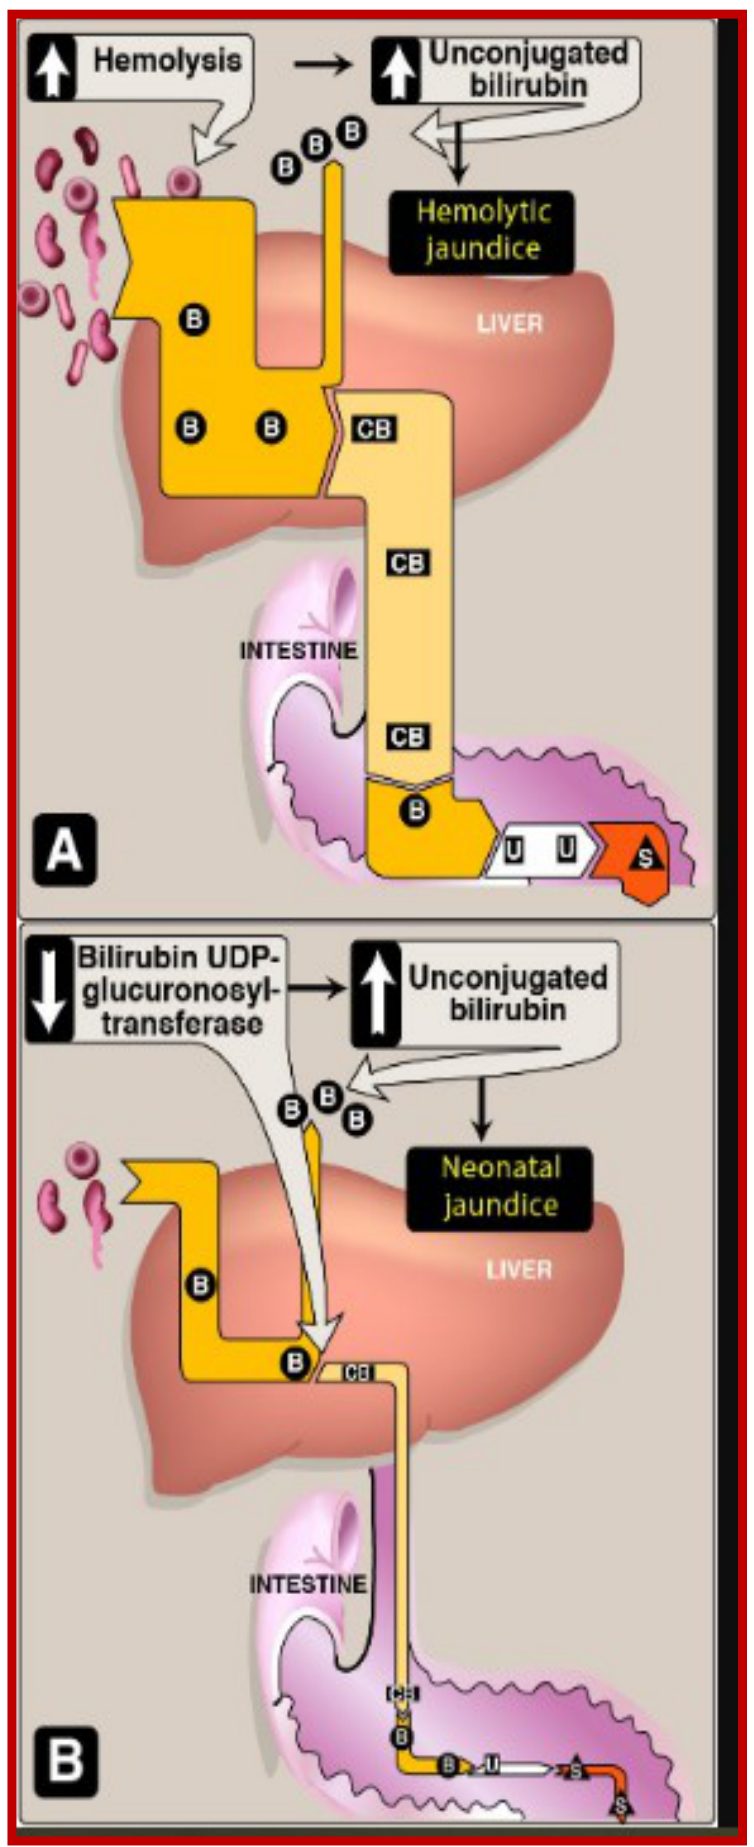 Hemolysis
Unconjugated
bilirubin
B B B
Hemolytic
jaundice
LIVER
B
B B CB
CB
INTESTINE
CB
B
U U S
A
Bilirubin UDP-
glucuronosyl-
transferase
Unconjugated
bilirubin
B B B
Neonatal
jaundice
LIVER
B
B CB
INTESTINE
CB
B
B U S
S
B